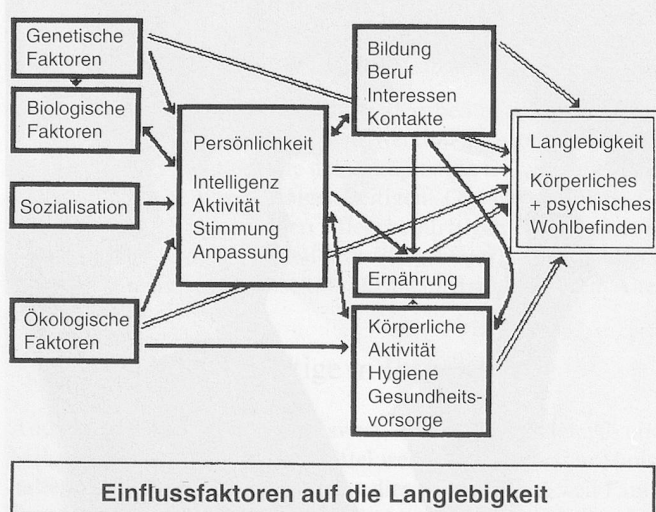 Genetische
Faktoren
Biologische
Faktoren
Sozialisation
Ökologische
Faktoren
Persönlichkeit
Intelligenz
Aktivität
Stimmung
Anpassung
Bildung
Beruf
Interessen
Kontakte
Ernährung
Körperliche
Aktivität
Hygiene
Gesundheits-
vorsorge
Langlebigkeit
Körperliches
+ psychisches
Wohlbefinden
Einflussfaktoren auf die Langlebigkeit